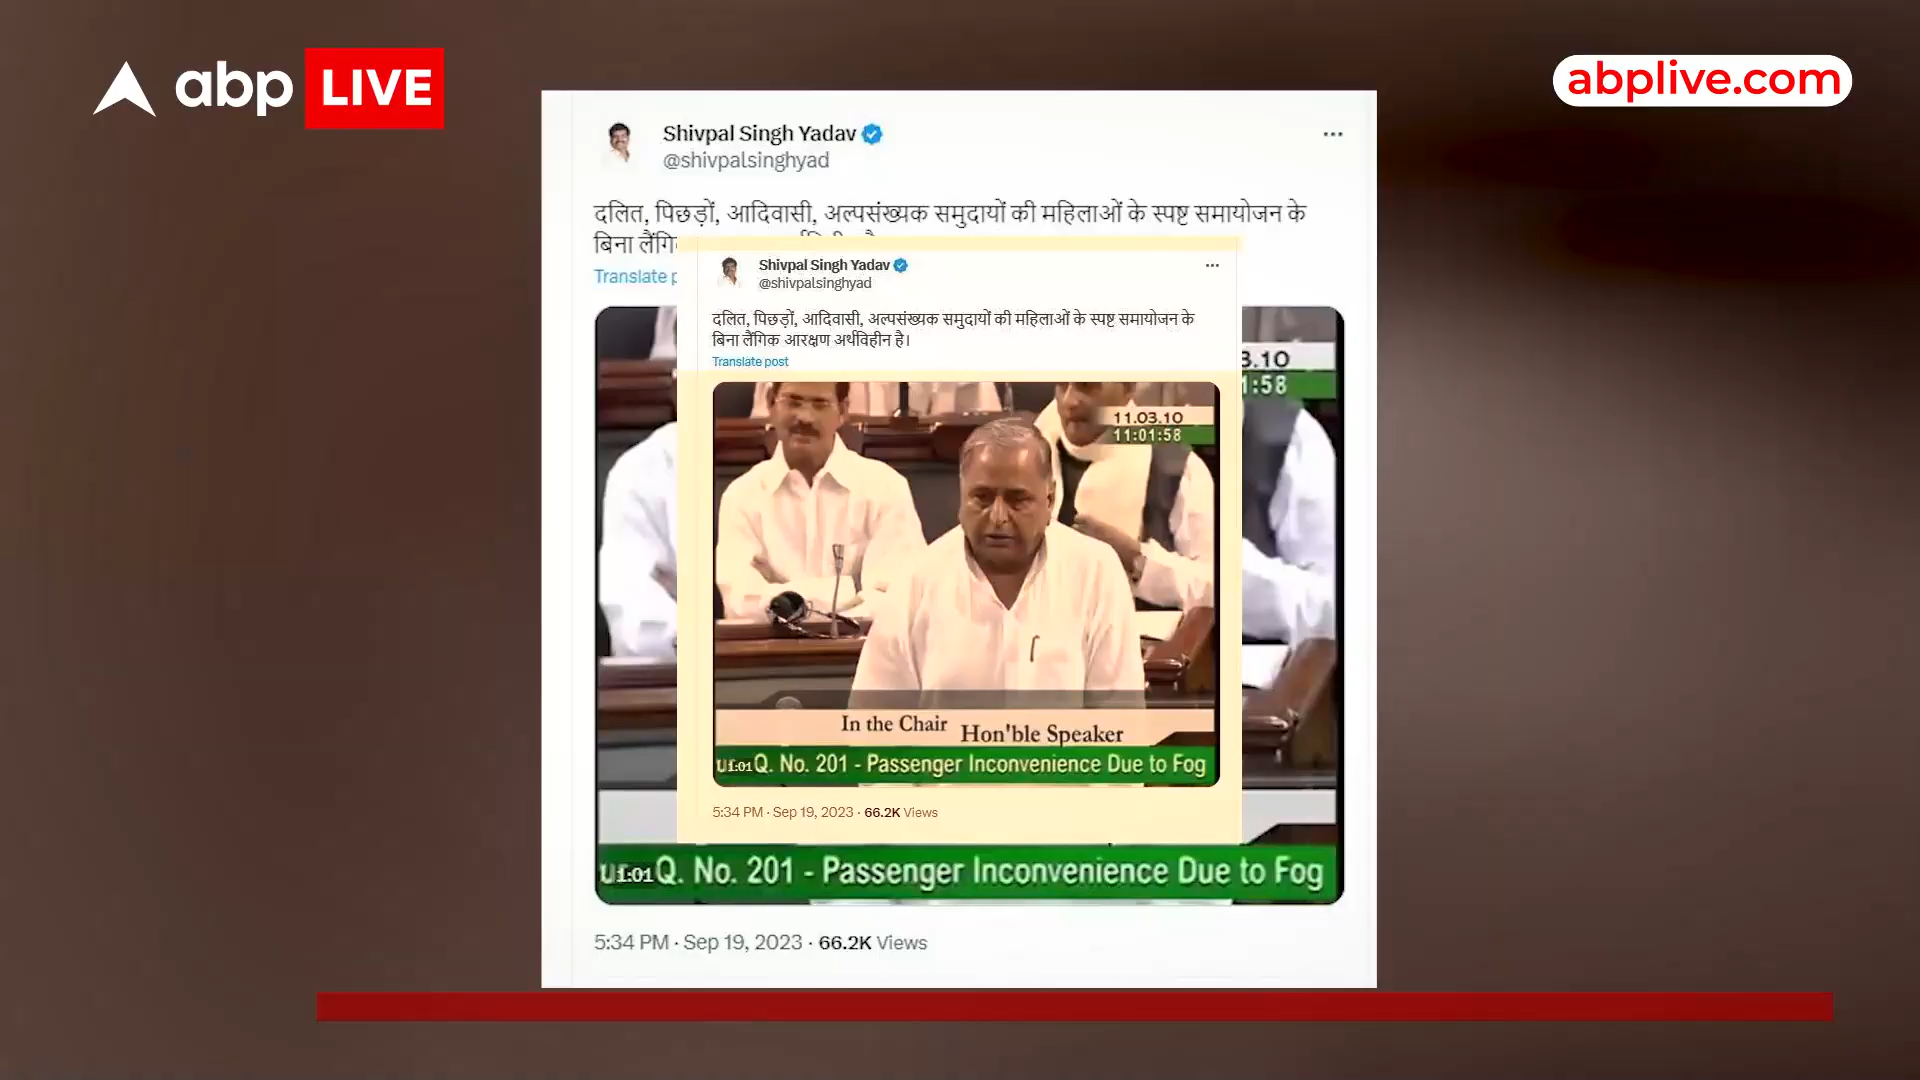 abp LIVE
abplive.com
Shivpal Singh Yadav
@shivpalsinghyad
दलित, पिछड़ों, आदिवासी, अल्पसंख्यक समुदायों की महिलाओं के स्पष्ट समायोजन के
बिना
Translate
3.10
1:58
Shivpal Singh Yadav
@shivpalsinghyad
दलित, पिछड़ों, आदिवासी, अल्पसंख्यक समुदायों की महिलाओं के स्पष्ट समायोजन के
बिना लैंगिक आरक्षण अर्थविहीन है।
Translate post
11.03.10
11:01:58
In the Chair Hon'ble Speaker
1:01 Q. No. 201 - Passenger Inconvenience Due to Fog
5:34 PM · Sep 19, 2023 · 66.2K Views
1:01 Q. No. 201 - Passenger Inconvenience Due to Fog
5:34 PM · Sep 19, 2023 · 66.2K Views